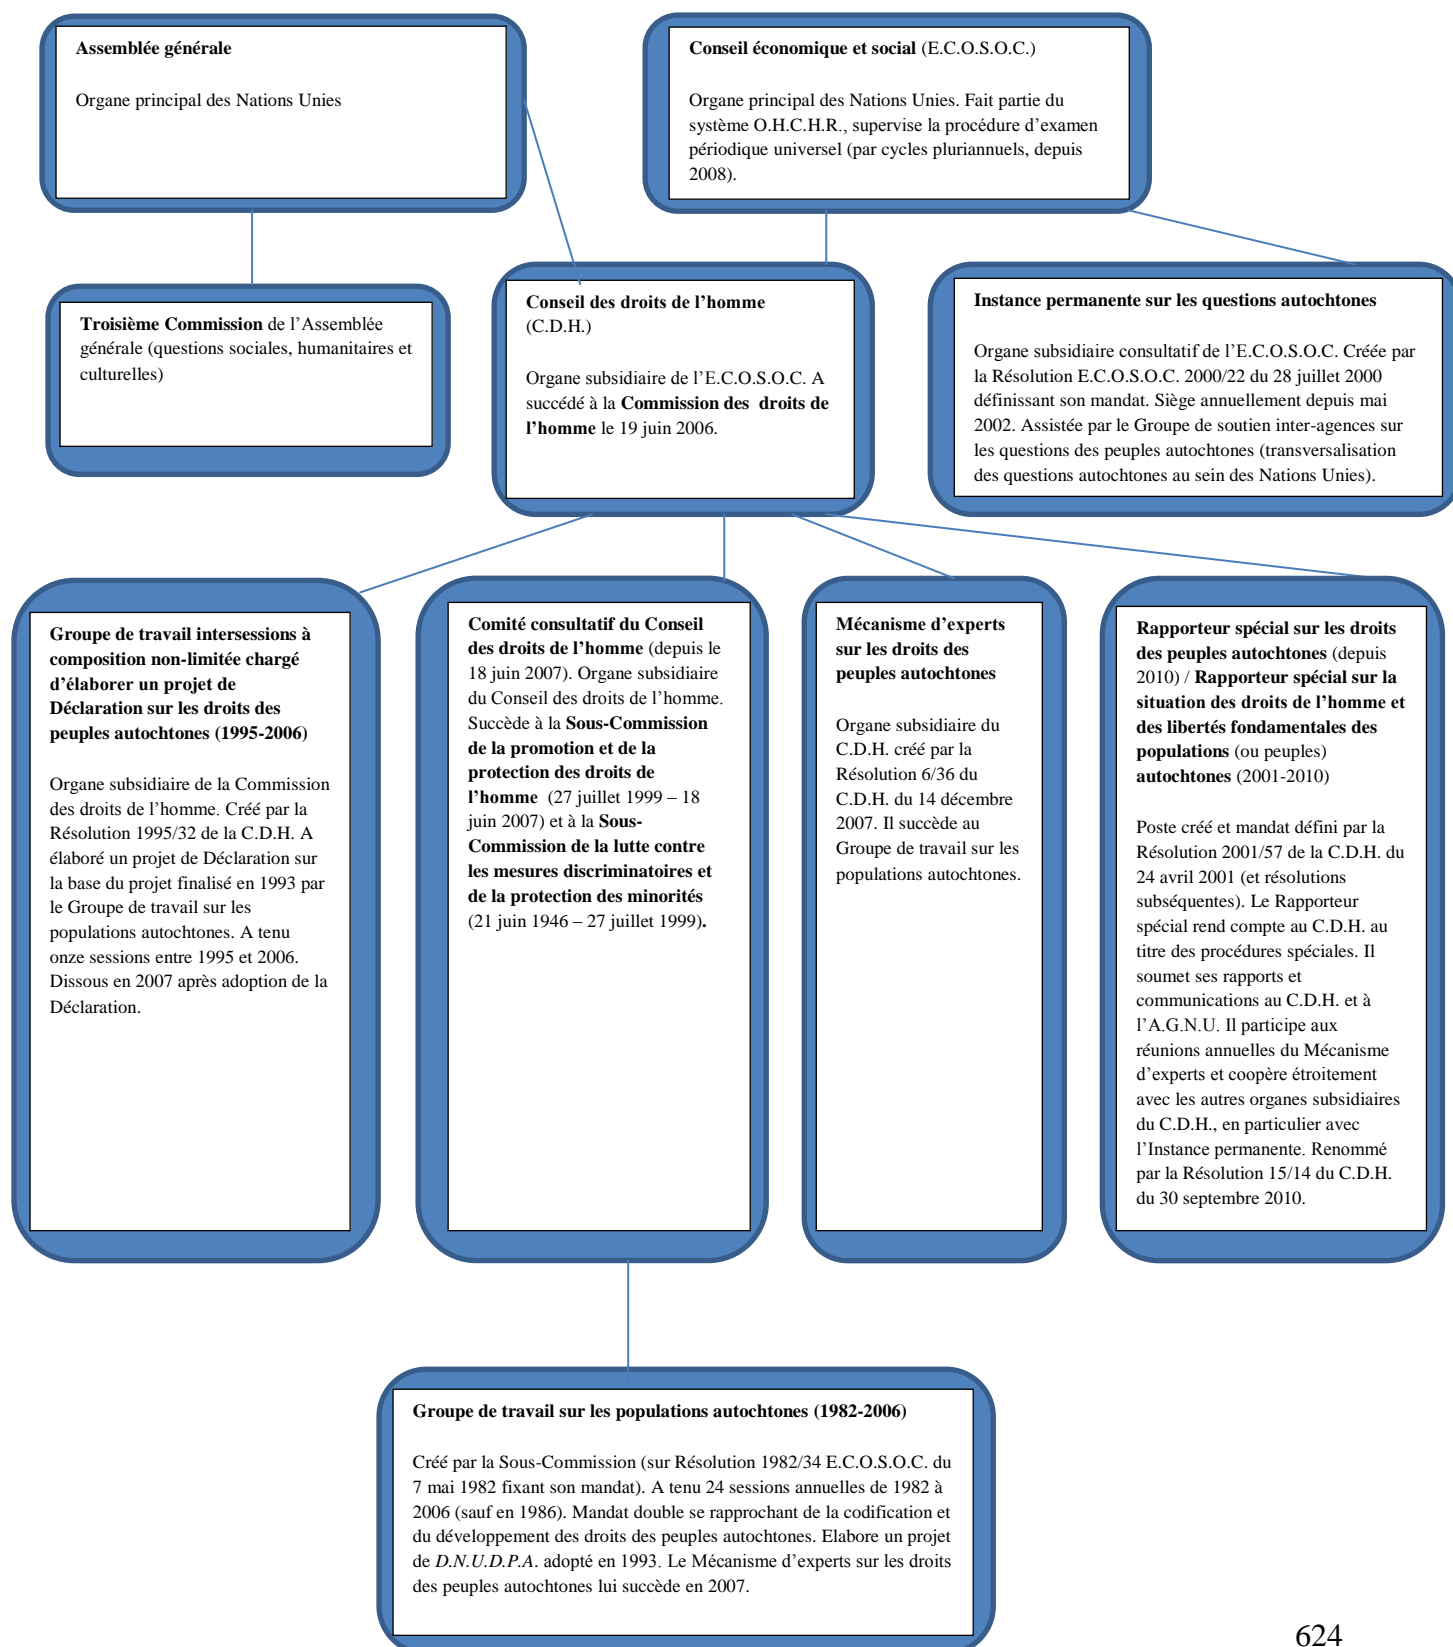 Assemblée générale
Organe principal des Nations Unies
Conseil économique et social (E.C.O.S.O.C.)
Organe principal des Nations Unies. Fait partie du
système O.H.C.H.R., supervise la procédure d’examen
périodique universel (par cycles pluriannuels, depuis
2008).
Troisième Commission de l’Assemblée
générale (questions sociales, humanitaires et
culturelles)
Conseil des droits de l’homme
(C.D.H.)
Organe subsidiaire de l’E.C.O.S.O.C. A
succédé à la Commission des droits de
l’homme le 19 juin 2006.
Instance permanente sur les questions autochtones
Organe subsidiaire consultatif de l’E.C.O.S.O.C. Créée par
la Résolution E.C.O.S.O.C. 2000/22 du 28 juillet 2000
définissant son mandat. Siège annuellement depuis mai
2002. Assistée par le Groupe de soutien inter-agences sur
les questions des peuples autochtones (transversalisation
des questions autochtones au sein des Nations Unies).
Groupe de travail intersessions à
composition non-limitée chargé
d’élaborer un projet de
Déclaration sur les droits des
peuples autochtones (1995-2006)
Organe subsidiaire de la Commission
des droits de l’homme. Créé par la
Résolution 1995/32 de la C.D.H. A
élaboré un projet de Déclaration sur
la base du projet finalisé en 1993 par
le Groupe de travail sur les
populations autochtones. A tenu
onze sessions entre 1995 et 2006.
Dissous en 2007 après adoption de la
Déclaration.
Comité consultatif du Conseil
des droits de l’homme (depuis le
18 juin 2007). Organe subsidiaire
du Conseil des droits de l’homme.
Succède à la Sous-Commission
de la promotion et de la
protection des droits de
l’homme (27 juillet 1999 – 18
juin 2007) et à la Sous-
Commission de la lutte contre
les mesures discriminatoires et
de la protection des minorités
(21 juin 1946 – 27 juillet 1999).
Mécanisme d’experts
sur les droits des
peuples autochtones
Organe subsidiaire du
C.D.H. créé par la
Résolution 6/36 du
C.D.H. du 14 décembre
2007. Il succède au
Groupe de travail sur les
populations autochtones.
Rapporteur spécial sur les droits
des peuples autochtones (depuis
2010) / Rapporteur spécial sur la
situation des droits de l’homme et
des libertés fondamentales des
populations (ou peuples)
autochtones (2001-2010)
Poste créé et mandat défini par la
Résolution 2001/57 de la C.D.H. du
24 avril 2001 (et résolutions
subséquentes). Le Rapporteur
spécial rend compte au C.D.H. au
titre des procédures spéciales. Il
soumet ses rapports et
communications au C.D.H. et à
l’A.G.N.U. Il participe aux
réunions annuelles du Mécanisme
d’experts et coopère étroitement
avec les autres organes subsidiaires
du C.D.H., en particulier avec
l’Instance permanente. Renommé
par la Résolution 15/14 du C.D.H.
du 30 septembre 2010.
Groupe de travail sur les populations autochtones (1982-2006)
Créé par la Sous-Commission (sur Résolution 1982/34 E.C.O.S.O.C. du
7 mai 1982 fixant son mandat). A tenu 24 sessions annuelles de 1982 à
2006 (sauf en 1986). Mandat double se rapprochant de la codification et
du développement des droits des peuples autochtones. Elabore un projet
de D.N.U.D.P.A. adopté en 1993. Le Mécanisme d’experts sur les droits
des peuples autochtones lui succède en 2007.
624